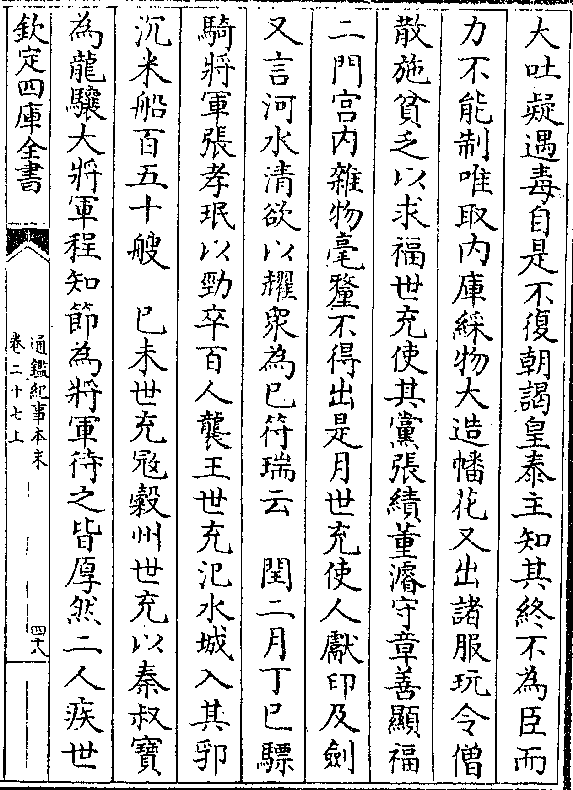 大吐疑遇毒自是不復朝謁皇泰主知其終不為臣而
力不能制唯取内庫綵物大造幡花又出諸服玩令僧
散施貧乏以求福世充使其黨張績董濬守章善顯福
二門宫内雜物毫釐不得出是月世充使人獻印及劍
又言河水清欲以耀衆為已符瑞云　閏二月丁巳驃
騎將軍張孝珉以勁卒百人襲王世充汜水城入其郛
沉米船百五十艘　已未世充宼穀州世充以秦叔寶
為龍驤大將軍程知節為將軍待之皆厚然二人疾世
欽定四庫全書
通鑑紀事本末
卷二十七上
四十八